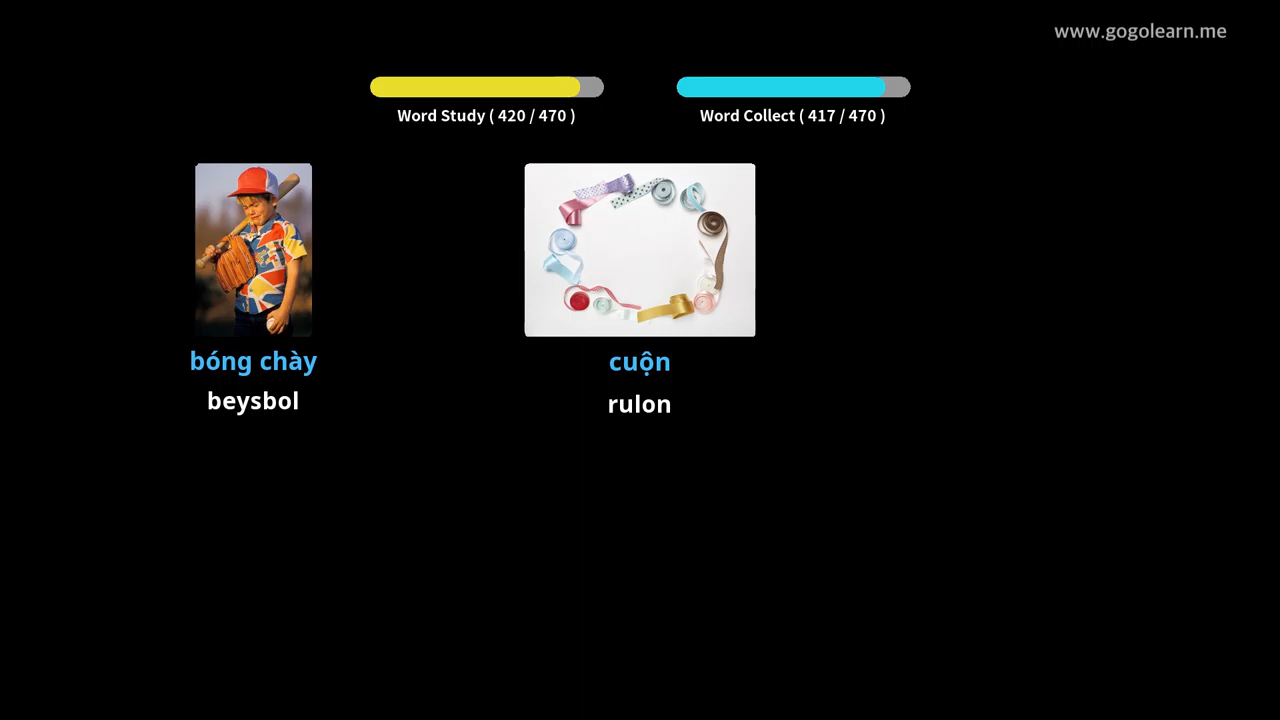 www.gogolearn.me
Word Study ( 420 / 470 )
Word Collect ( 417 / 470 )
bóng chày
beysbol
cuộn
rulon